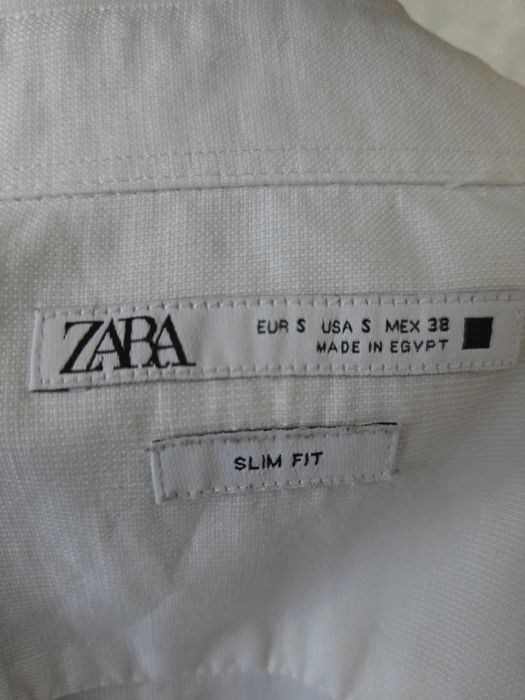 ZARA
EUR S USA S MEX 38
MADE IN EGYPT
SLIM FIT